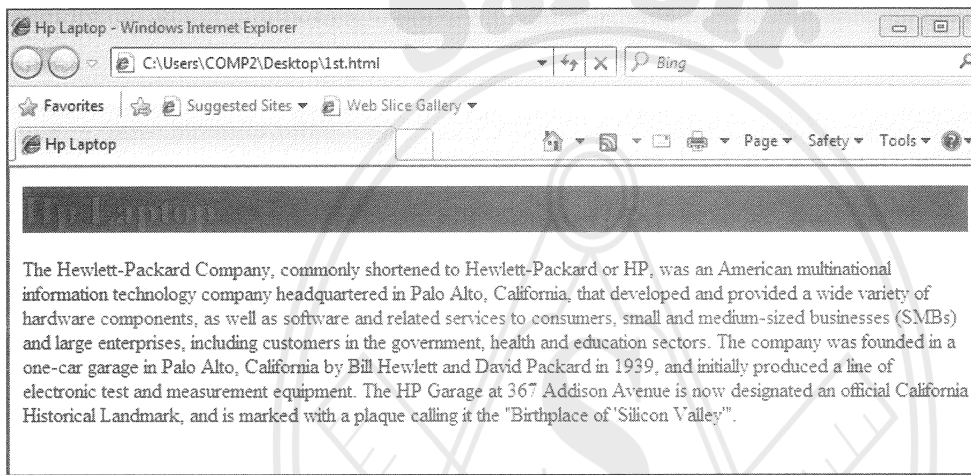 Hp Laptop - Windows Internet Explorer
C:\Users\COMP2\Desktop\1st.html
Bing
Favorites Suggested Sites Web Slice Gallery
Hp Laptop Page Safety Tools
Hp Laptop
The Hewlett-Packard Company, commonly shortened to Hewlett-Packard or HP, was an American multinational
information technology company headquartered in Palo Alto, California, that developed and provided a wide variety of
hardware components, as well as software and related services to consumers, small and medium-sized businesses (SMBs)
and large enterprises, including customers in the government, health and education sectors. The company was founded in a
one-car garage in Palo Alto, California by Bill Hewlett and David Packard in 1939, and initially produced a line of
electronic test and measurement equipment. The HP Garage at 367 Addison Avenue is now designated an official California
Historical Landmark, and is marked with a plaque calling it the "Birthplace of 'Silicon Valley'".